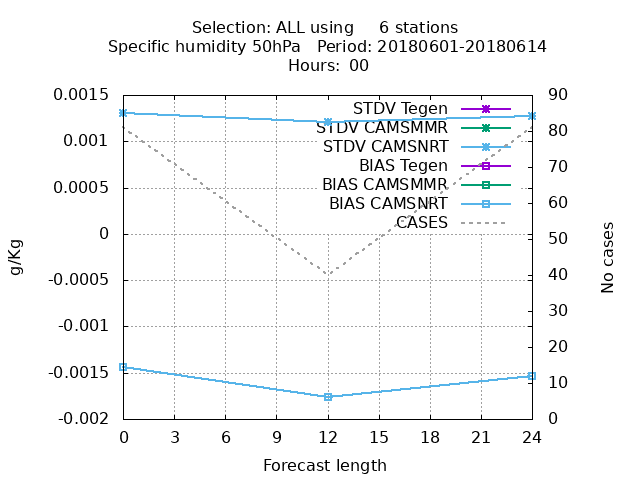 Selection: ALL using     6 stations
Specific humidity 50hPa   Period: 20180601-20180614
Hours:  00
0.0015
0.001
0.0005
0
-0.0005
-0.001
-0.0015
-0.002
g/Kg
STDV Tegen
STDV CAMSMMR
STDV CAMSNRT
BIAS Tegen
BIAS CAMSMMR
BIAS CAMSNRT
CASES
90
80
70
60
50
40
30
20
10
0
No cases
0 3 6 9 12 15 18 21 24
Forecast length